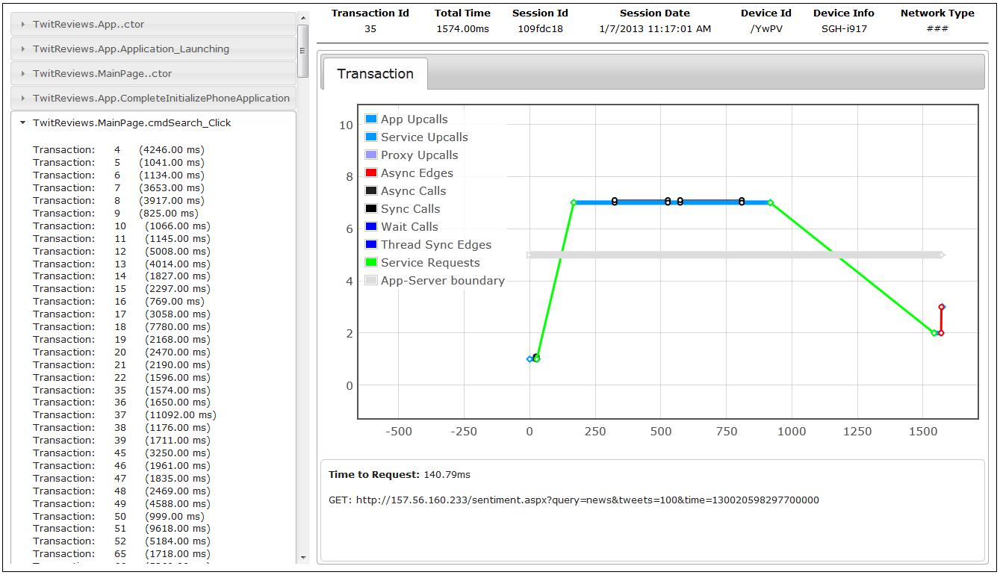 TwitReviews.App..ctor
TwitReviews.App.Application_Launching
TwitReviews.MainPage..ctor
TwitReviews.App.CompleteInitializePhoneApplication
TwitReviews.MainPage.cmdSearch_Click
Transaction: 4 (4246.00 ms)
Transaction: 5 (1041.00 ms)
Transaction: 6 (1134.00 ms)
Transaction: 7 (3653.00 ms)
Transaction: 8 (3917.00 ms)
Transaction: 9 (825.00 ms)
Transaction: 10 (1066.00 ms)
Transaction: 11 (1145.00 ms)
Transaction: 12 (5008.00 ms)
Transaction: 13 (4014.00 ms)
Transaction: 14 (1827.00 ms)
Transaction: 15 (2297.00 ms)
Transaction: 16 (769.00 ms)
Transaction: 17 (3058.00 ms)
Transaction: 18 (7780.00 ms)
Transaction: 19 (2168.00 ms)
Transaction: 20 (2470.00 ms)
Transaction: 21 (2190.00 ms)
Transaction: 22 (1596.00 ms)
Transaction: 35 (1574.00 ms)
Transaction: 36 (1650.00 ms)
Transaction: 37 (11092.00 ms)
Transaction: 38 (1176.00 ms)
Transaction: 39 (1711.00 ms)
Transaction: 45 (3250.00 ms)
Transaction: 46 (1961.00 ms)
Transaction: 47 (1835.00 ms)
Transaction: 48 (2469.00 ms)
Transaction: 49 (4588.00 ms)
Transaction: 50 (999.00 ms)
Transaction: 51 (9618.00 ms)
Transaction: 52 (5184.00 ms)
Transaction: 65 (1718.00 ms)
Transaction Id Total Time Session Id Session Date Device Id Device Info Network Type
35 1574.00ms 109fdc18 1/7/2013 11:17:01 AM /YwPV SGH-i917 ###
Transaction
10
8
6
4
2
0
App Upcalls
Service Upcalls
Proxy Upcalls
Async Edges
Async Calls
Sync Calls
Wait Calls
Thread Sync Edges
Service Requests
App-Server boundary
-500 -250 0 250 500 750 1000 1250 1500
Time to Request: 140.79ms
GET: http://157.56.160.233/sentiment.aspx?query=news&tweets=100&time=130020598297700000